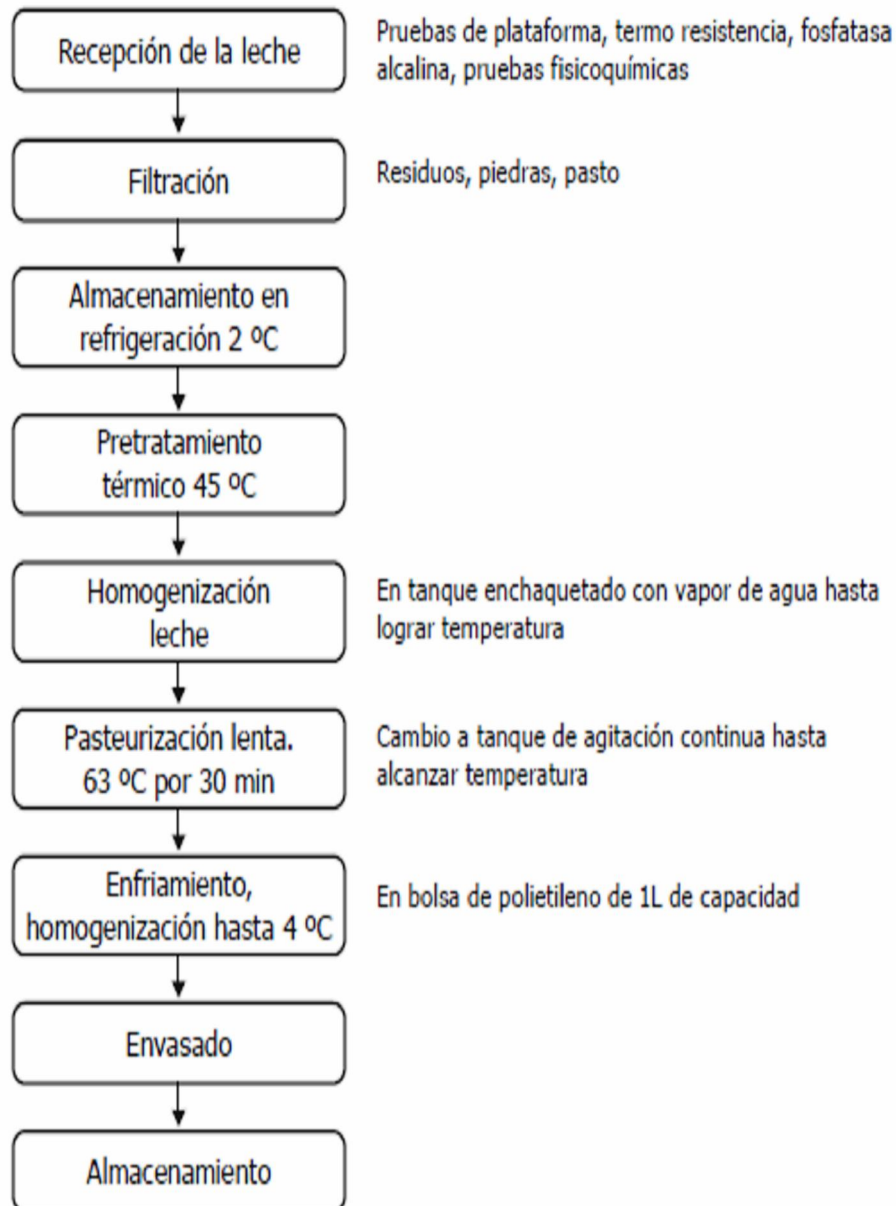 Recepción de la leche
Pruebas de plataforma, termo resistencia, fosfatasa
alcalina, pruebas fisicoquímicas
Filtración
Residuos, piedras, pasto
Almacenamiento en
refrigeración 2 ºC
Pretratamiento
térmico 45 ºC
Homogenización
leche
En tanque enchaquetado con vapor de agua hasta
lograr temperatura
Pasteurización lenta.
63 ºC por 30 min
Cambio a tanque de agitación continua hasta
alcanzar temperatura
Enfriamiento,
homogenización hasta 4 ºC
En bolsa de polietileno de 1L de capacidad
Envasado
Almacenamiento